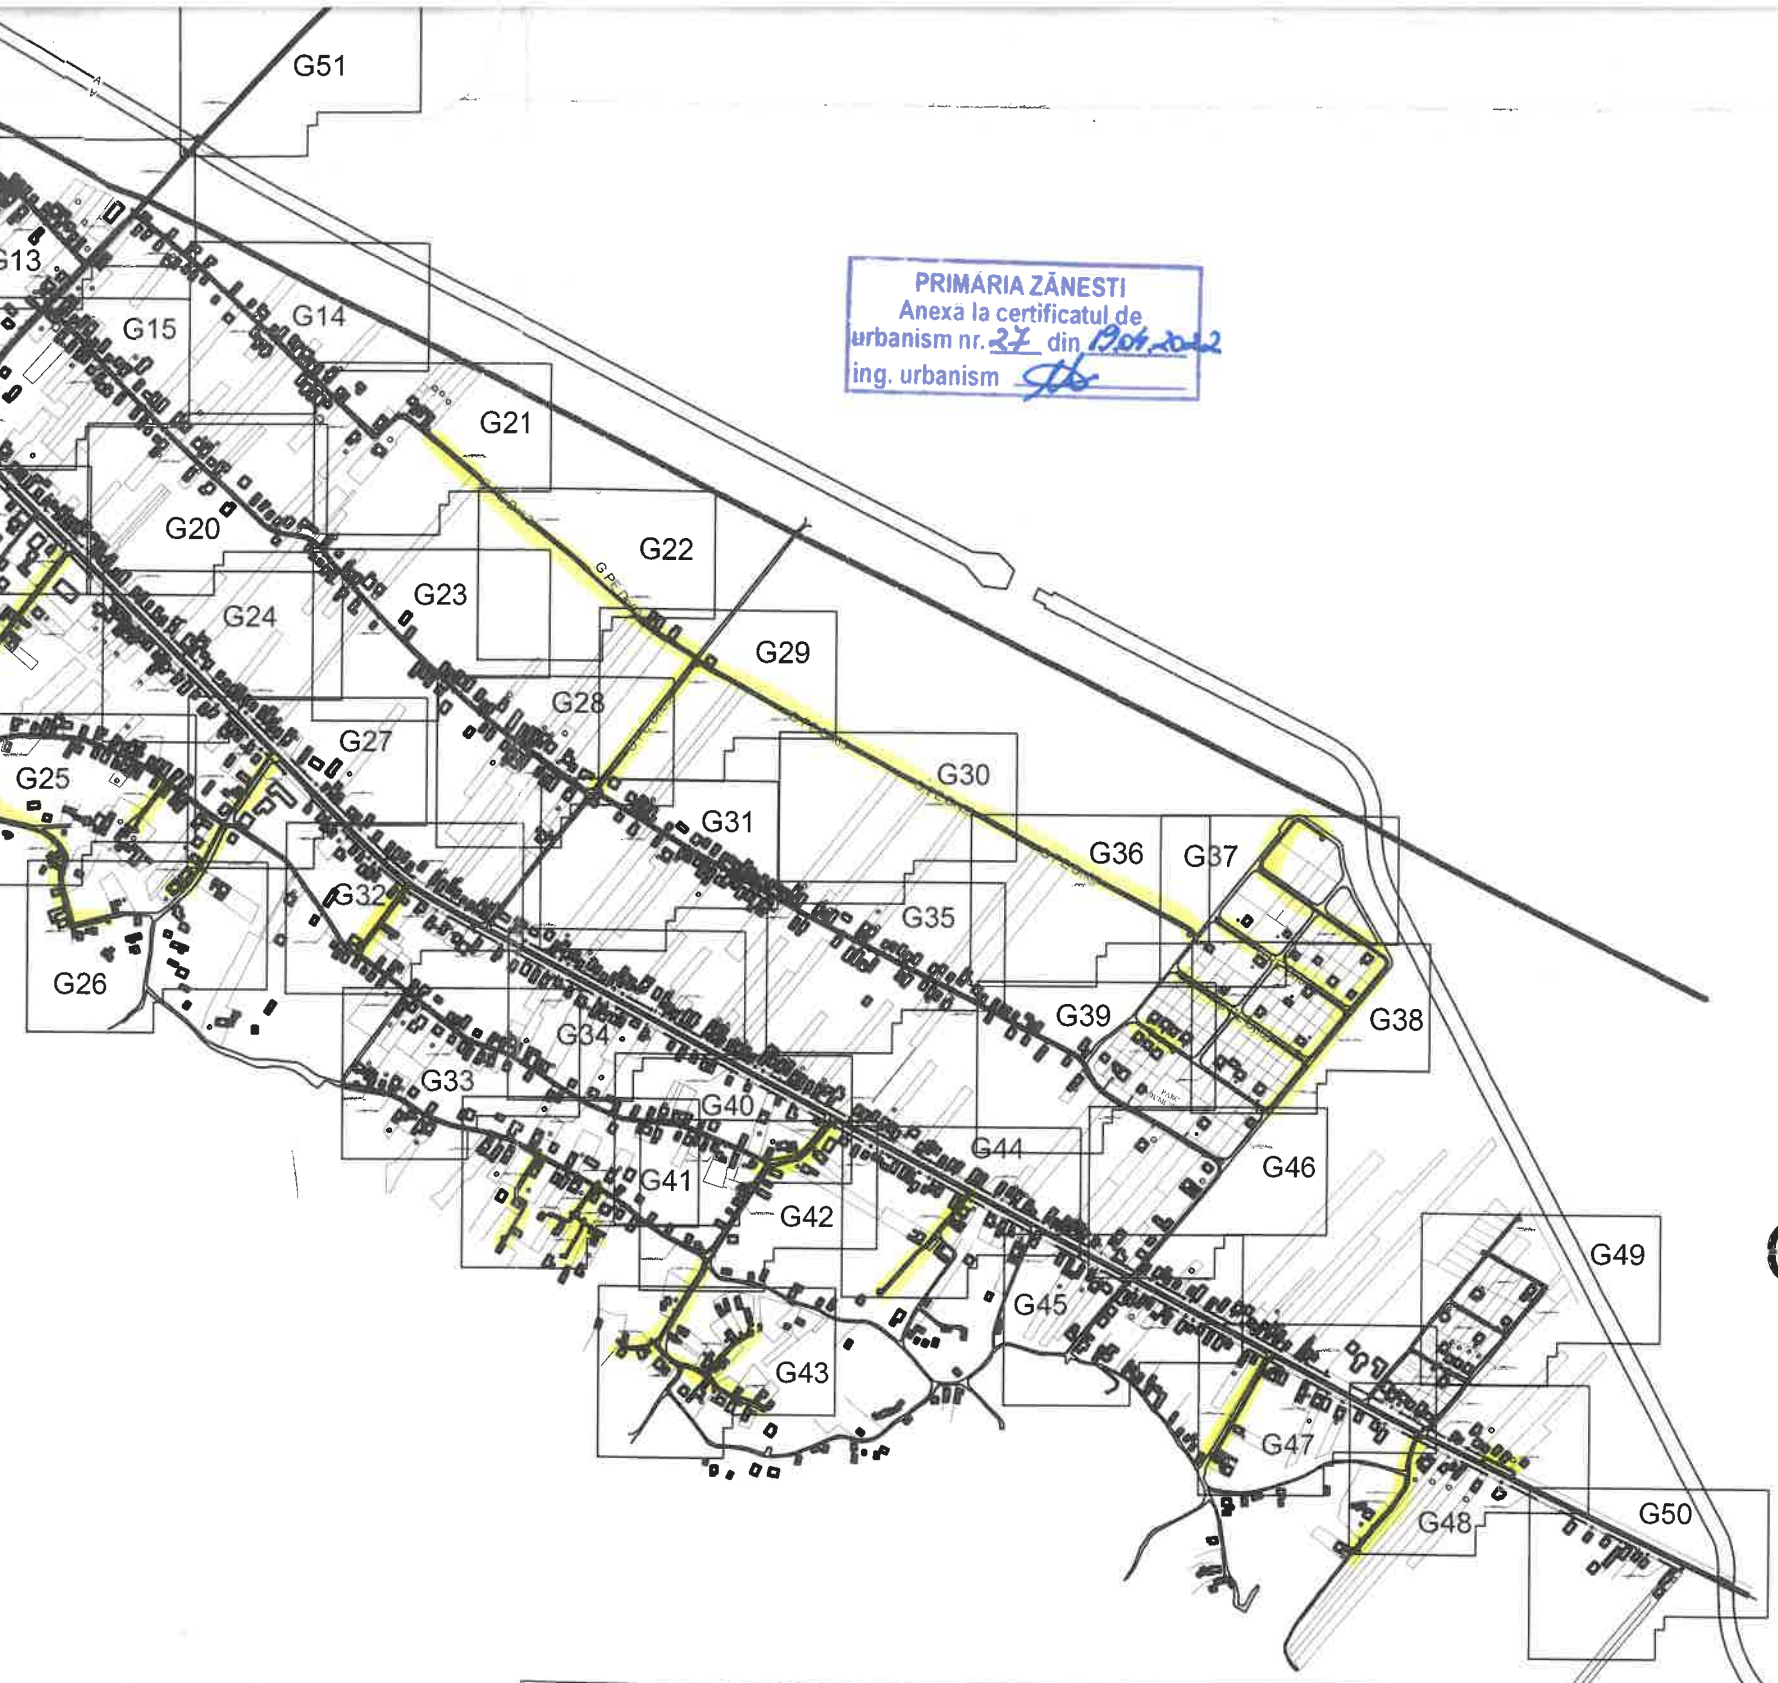 G51
G13
G15
G14
PRIMĂRIA ZĂNEȘTI
Anexă la certificatul de
urbanism nr. 27 din 19.04.2022
ing. urbanism
G21
G20
G22
G23
G24
G29
G28
G27
G25
G30
G31
G36
G37
G32
G35
G26
G39
G38
G34
G33
G40
G44
G46
G41
G42
G49
G45
G43
G47
G48
G50